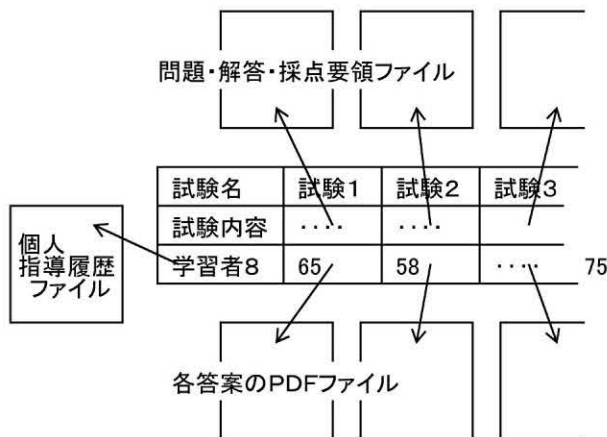 問題・解答・採点要領ファイル
試験名 試験1 試験2 試験3
試験内容 ‥‥ ‥‥
個人
指導履歴
ファイル
学習者8 65 58 ‥‥ 75
各答案のPDFファイル